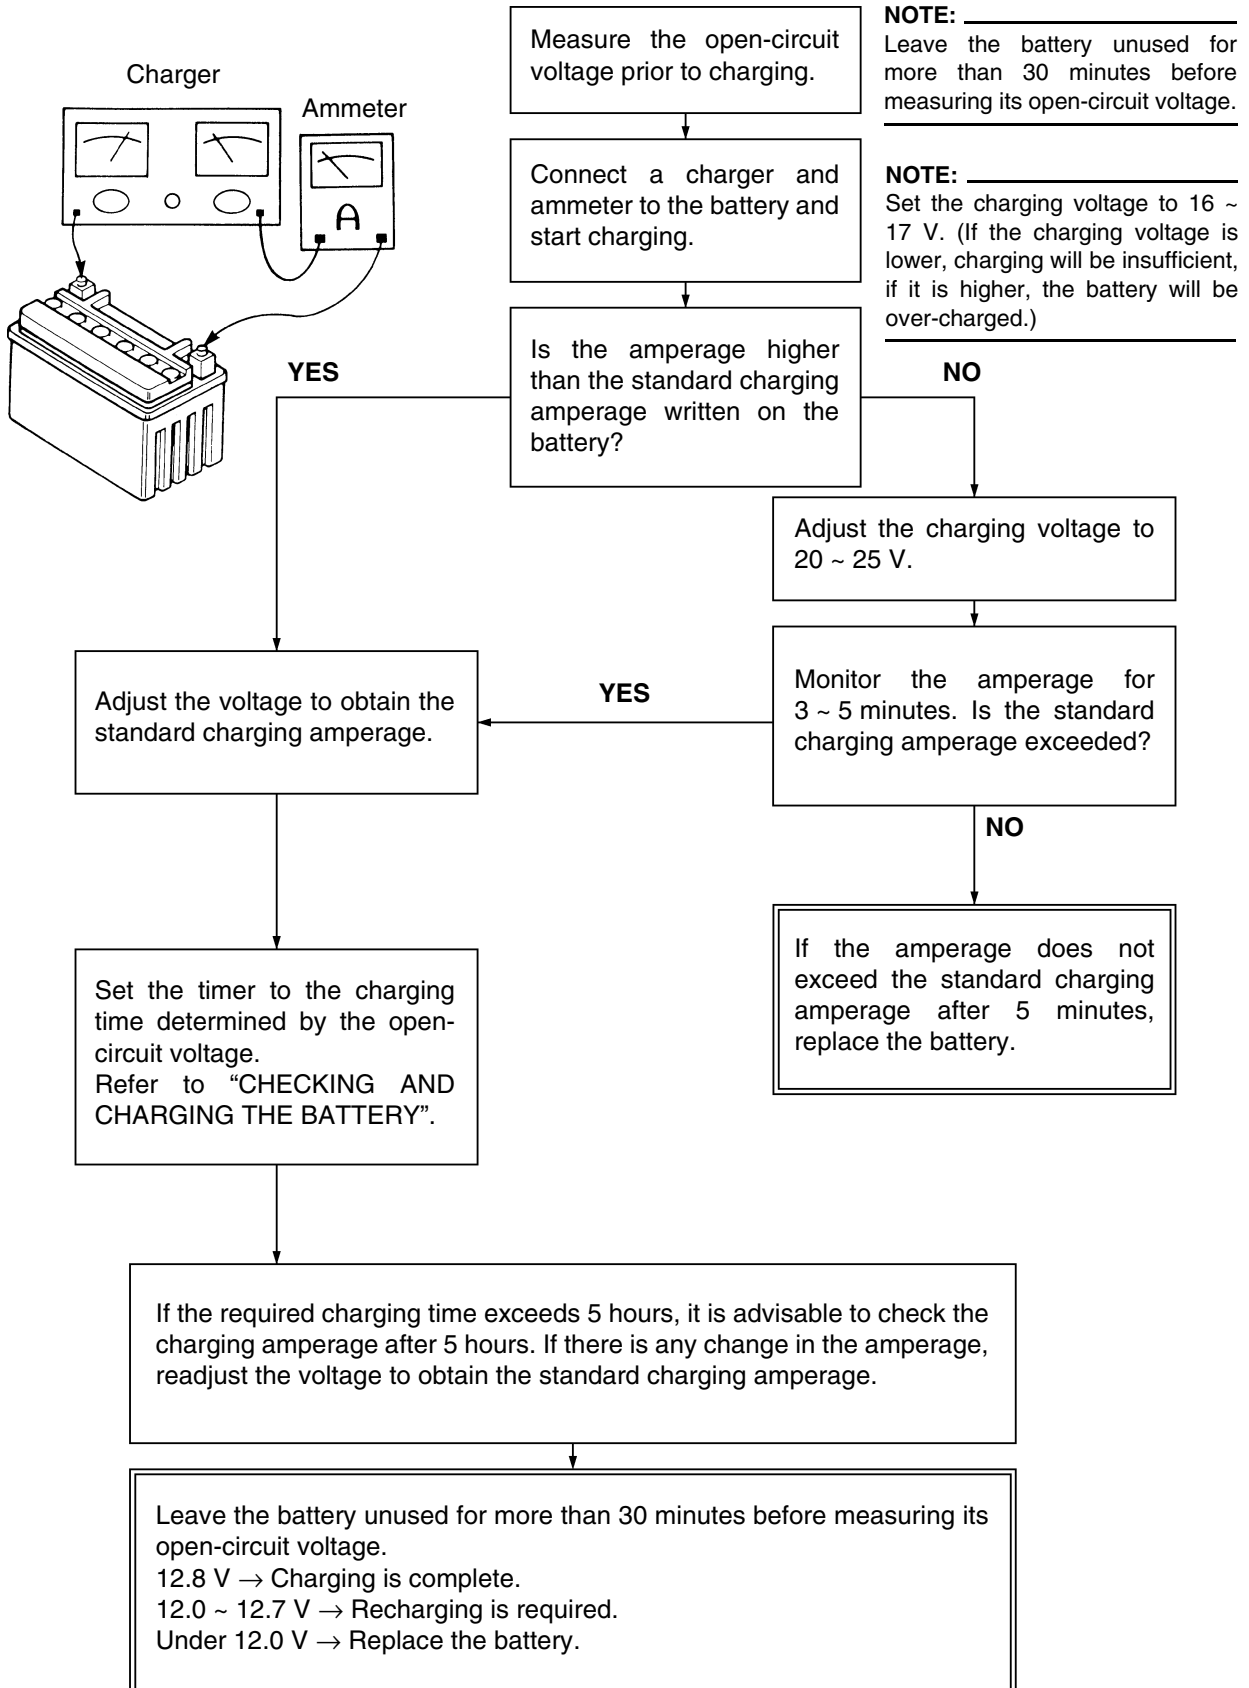 Measure the open-circuit
voltage prior to charging.
NOTE:
Leave the battery unused for
more than 30 minutes before
measuring its open-circuit voltage.
Charger
Ammeter
A
Connect a charger and
ammeter to the battery and
start charging.
NOTE:
Set the charging voltage to 16 ~
17 V. (If the charging voltage is
lower, charging will be insufficient,
if it is higher, the battery will be
over-charged.)
Is the amperage higher
than the standard charging
amperage written on the
battery?
YES
NO
Adjust the charging voltage to
20 ~ 25 V.
Monitor the amperage for
3 ~ 5 minutes. Is the standard
charging amperage exceeded?
YES
Adjust the voltage to obtain the
standard charging amperage.
NO
If the amperage does not
exceed the standard charging
amperage after 5 minutes,
replace the battery.
Set the timer to the charging
time determined by the open-
circuit voltage.
Refer to “CHECKING AND
CHARGING THE BATTERY”.
If the required charging time exceeds 5 hours, it is advisable to check the
charging amperage after 5 hours. If there is any change in the amperage,
readjust the voltage to obtain the standard charging amperage.
Leave the battery unused for more than 30 minutes before measuring its
open-circuit voltage.
12.8 V → Charging is complete.
12.0 ~ 12.7 V → Recharging is required.
Under 12.0 V → Replace the battery.